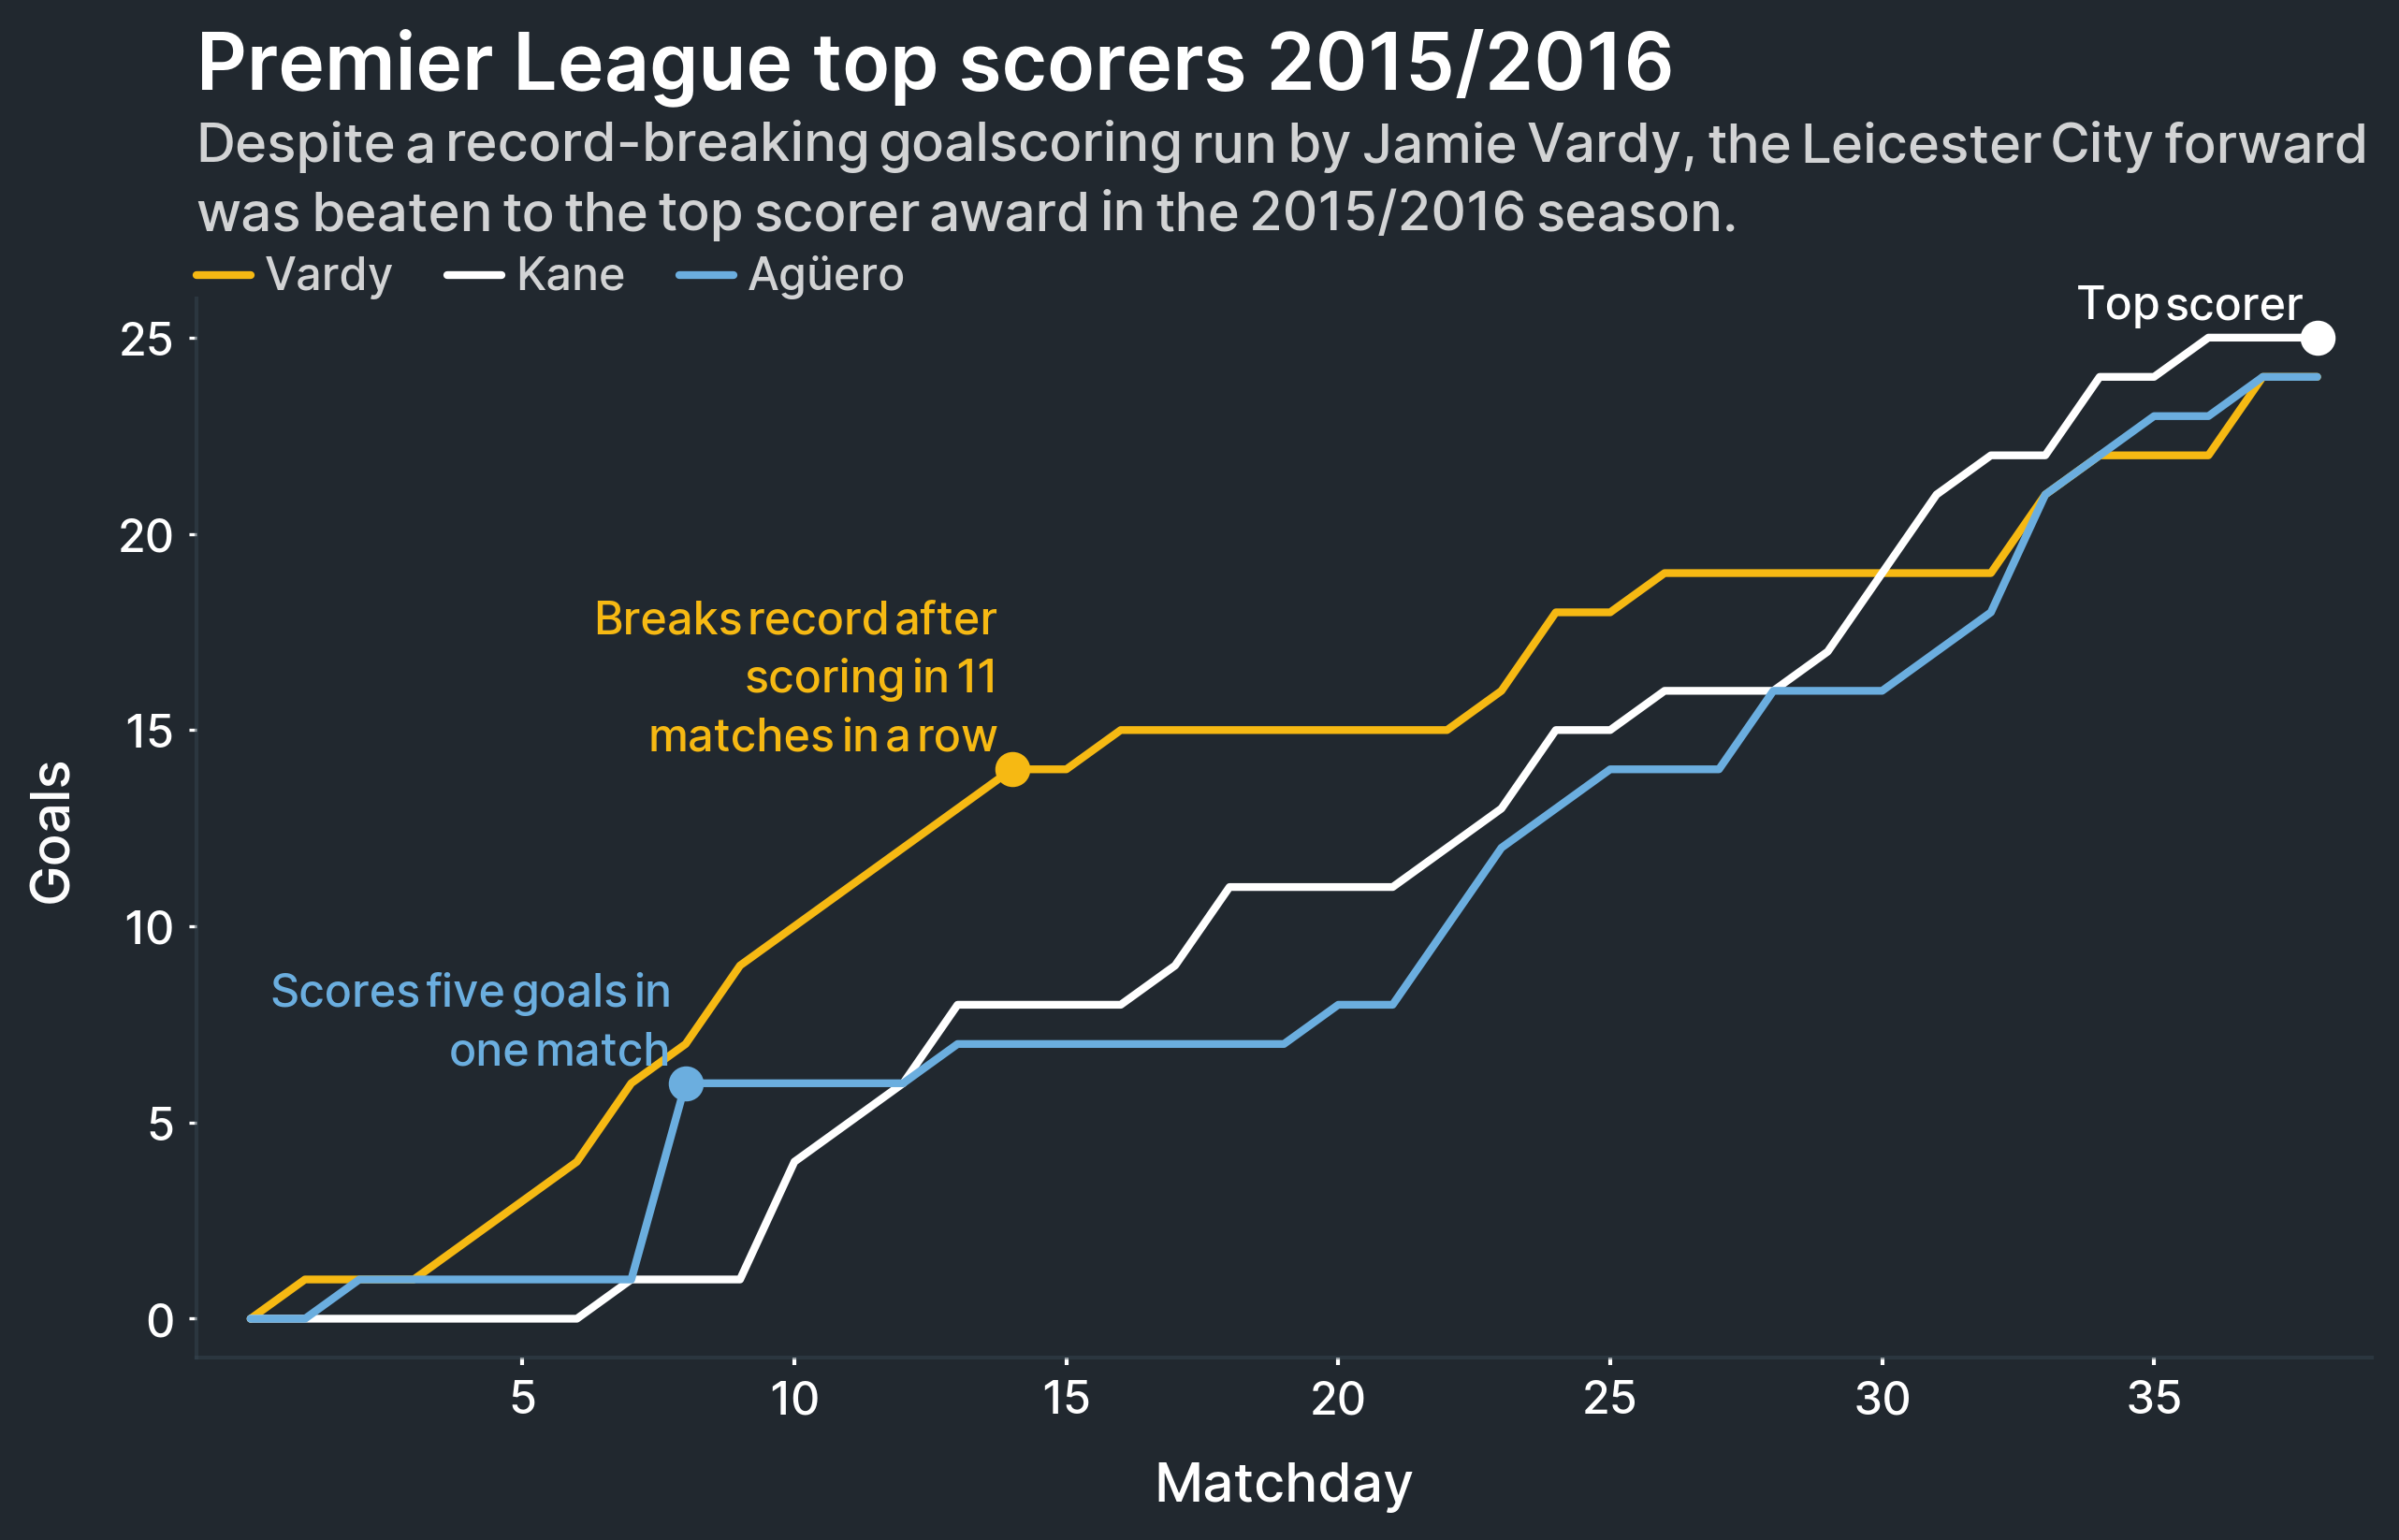 Premier League top scorers 2015/2016
Despite a record-breaking goalscoring run by Jamie Vardy, the Leicester City forward
was beaten to the top scorer award in the 2015/2016 season.
Vardy Kane Agüero
Top scorer
25
20
Breaks record after
scoring in 11
matches in a row
15
Goals
10
Scores five goals in
one match
5
0
5 10 15 20 25 30 35
Matchday